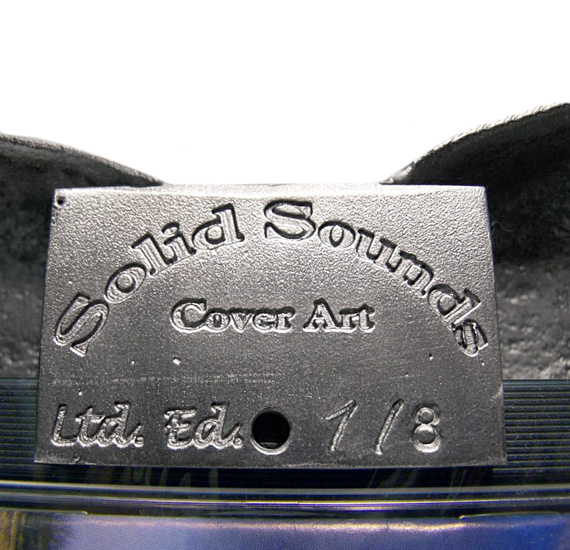 Solid Sounds
Cover Art
Ltd. Ed. 1/8